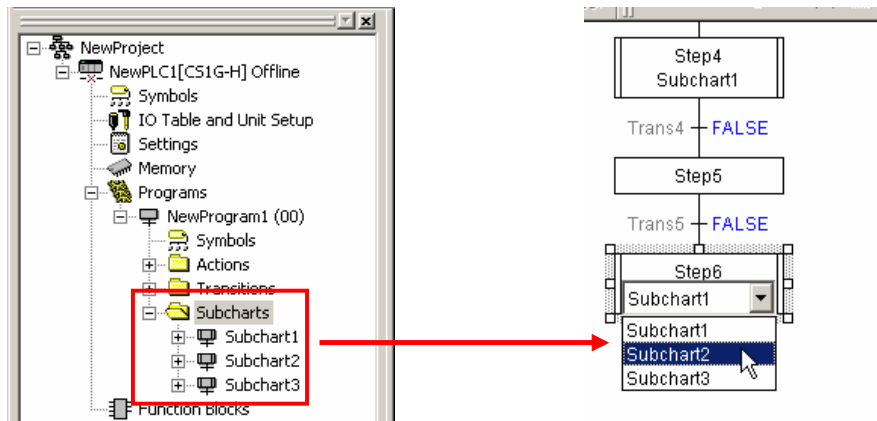 NewProject
NewPLC1[CS1G-H] Offline
Symbols
IO Table and Unit Setup
Settings
Memory
Programs
NewProgram1 (00)
Symbols
Actions
Transitions
Subcharts
Subchart1
Subchart2
Subchart3
Function Blocks
Step4
Subchart1
Trans4 FALSE
Step5
Trans5 FALSE
Step6
Subchart1
Subchart1
Subchart2
Subchart3